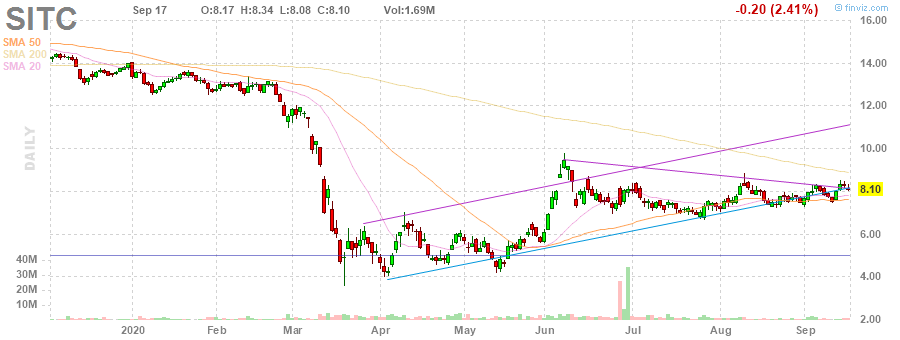 SITC Sep 17 O:8.17 H:8.34 L:8.08 C:8.10 Vol:1.69M -0.20 (2.41%) © finviz.com
SMA 50
SMA 200
SMA 20
DAILY
16.00
14.00
12.00
10.00
8.10
6.00
4.00
2.00
40M
30M
20M
10M
2020 Feb Mar Apr May Jun Jul Aug Sep